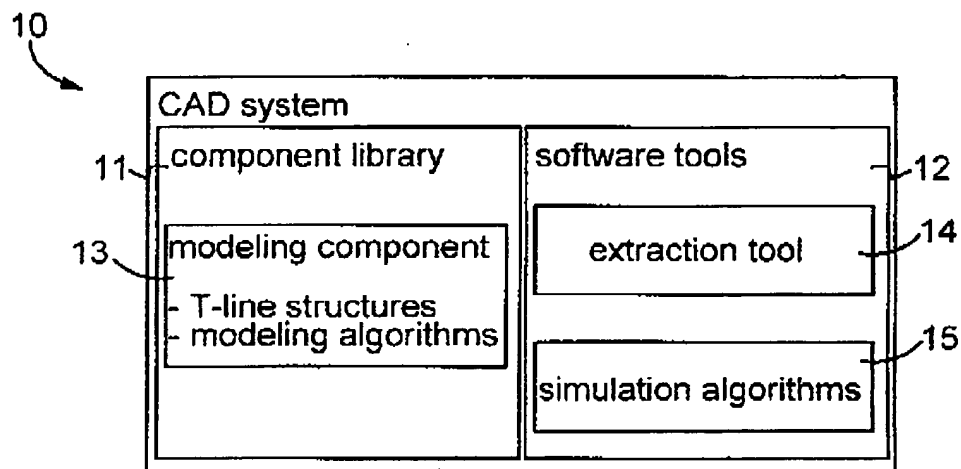 10
CAD system
11 component library
software tools 12
13 modeling component
- T-line structures
- modeling algorithms
extraction tool 14
simulation algorithms 15